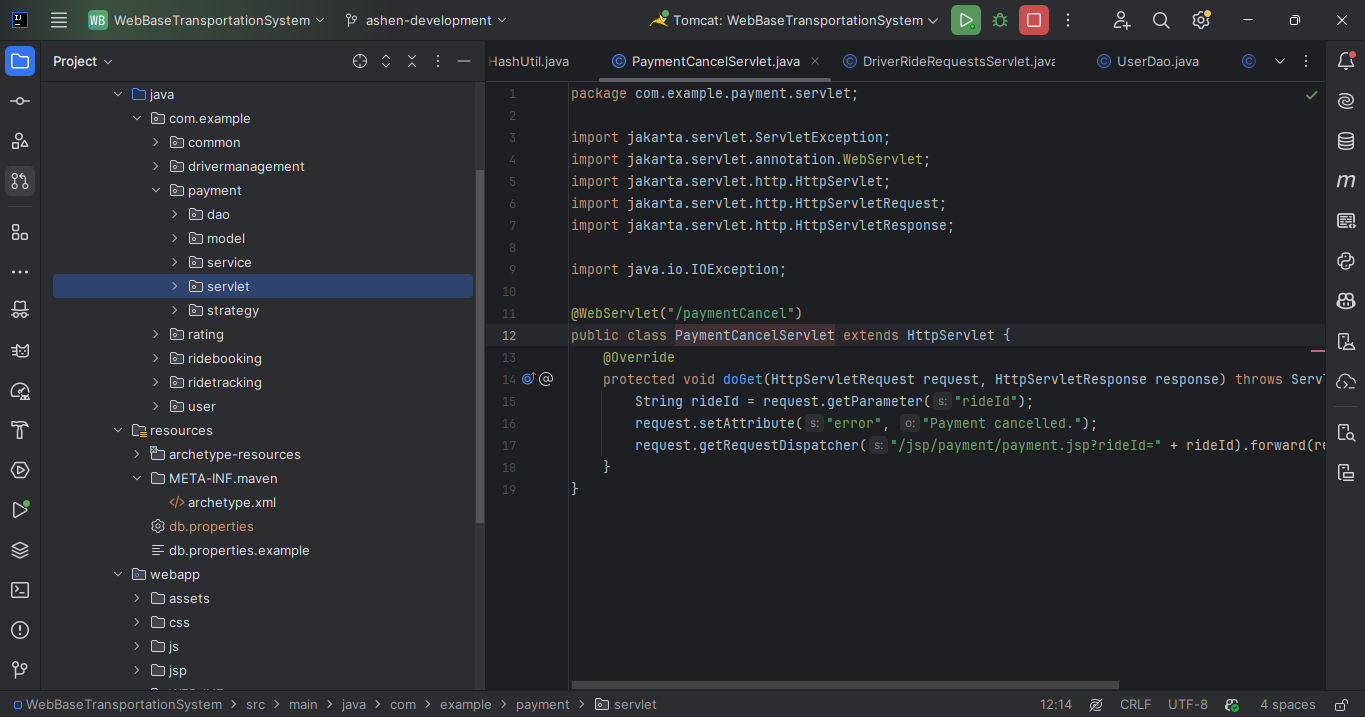 WB WebBaseTransportationSystem ashen-development Tomcat: WebBaseTransportationSystem
Project
java
com.example
common
drivermanagement
payment
dao
model
service
servlet
strategy
rating
ridebooking
ridetracking
user
resources
archetype-resources
META-INF.maven
archetype.xml
db.properties
db.properties.example
webapp
assets
css
js
jsp
HashUtil.java PaymentCancelServlet.java DriverRideRequestsServlet.java UserDao.java
1 package com.example.payment.servlet;
2
3 import jakarta.servlet.ServletException;
4 import jakarta.servlet.annotation.WebServlet;
5 import jakarta.servlet.http.HttpServlet;
6 import jakarta.servlet.http.HttpServletRequest;
7 import jakarta.servlet.http.HttpServletResponse;
8
9 import java.io.IOException;
10
11 @WebServlet("/paymentCancel")
12 public class PaymentCancelServlet extends HttpServlet {
13 @Override
14 protected void doGet(HttpServletRequest request, HttpServletResponse response) throws Serv
15 String rideId = request.getParameter( s: "rideId");
16 request.setAttribute( s: "error", o: "Payment cancelled.");
17 request.getRequestDispatcher( s: "/jsp/payment/payment.jsp?rideId=" + rideId).forward(re
18 }
19 }
WebBaseTransportationSystem > src > main > java > com > example > payment > servlet 12:14 CRLF UTF-8 4 spaces